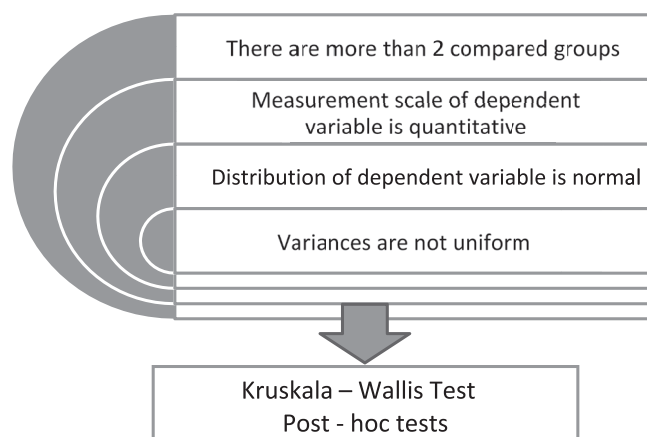 There are more than 2 compared groups
Measurement scale of dependent
variable is quantitative
Distribution of dependent variable is normal
Variances are not uniform
Kruskala – Wallis Test
Post - hoc tests